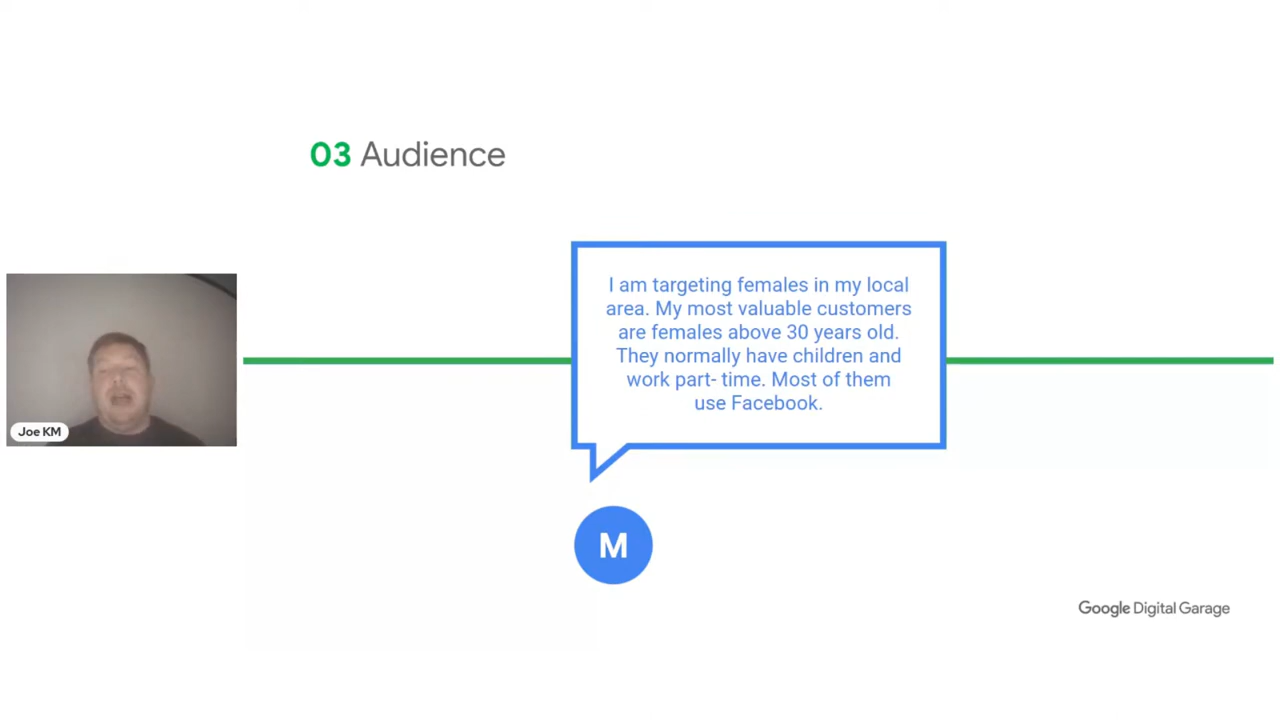 03 Audience
I am targeting females in my local
area. My most valuable customers
are females above 30 years old.
They normally have children and
work part- time. Most of them
use Facebook.
Joe KM
M
Google Digital Garage